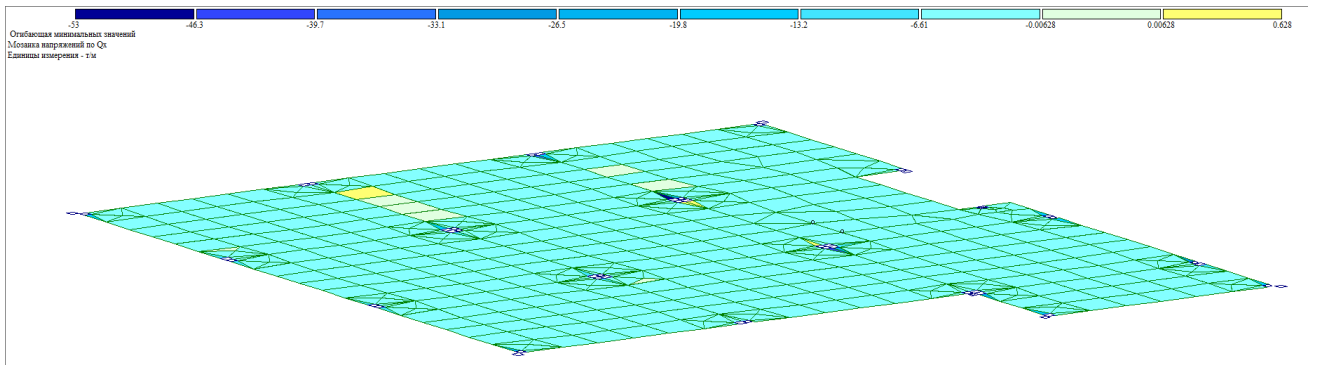 -53 -46.3 -39.7 -33.1 -26.5 -19.8 -13.2 -6.61 -0.00628 0.00628 0.628
Огибающая минимальных значений
Мозаика напряжений по Qx
Единицы измерения - т/м